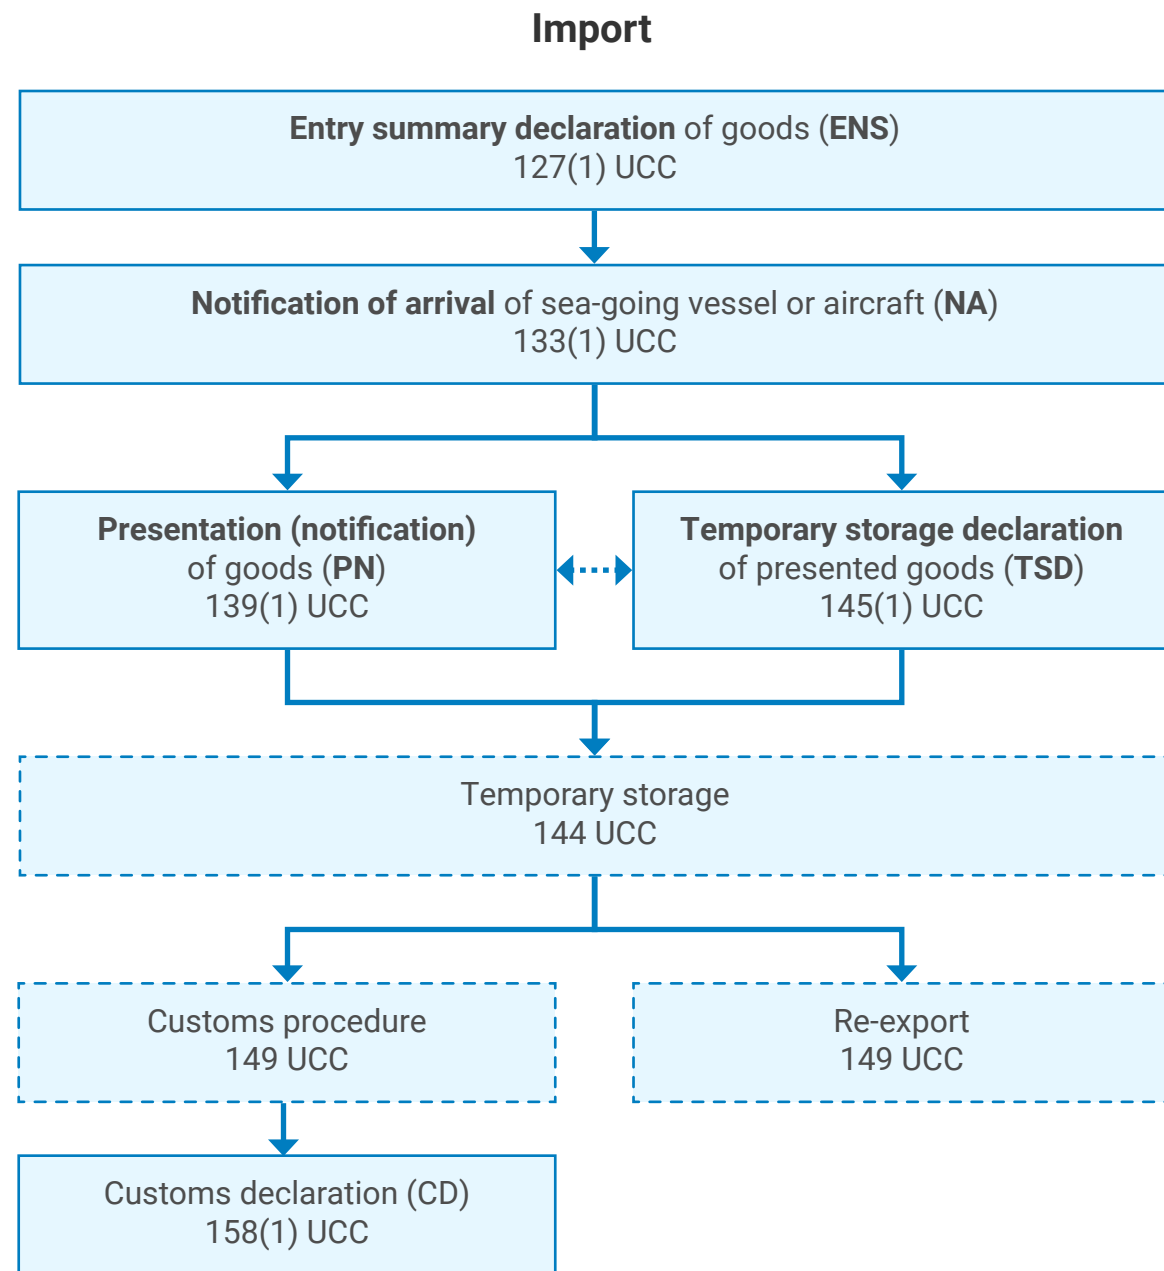 Import
Entry summary declaration of goods (ENS)
127(1) UCC
Notification of arrival of sea-going vessel or aircraft (NA)
133(1) UCC
Presentation (notification)
of goods (PN)
139(1) UCC
Temporary storage declaration
of presented goods (TSD)
145(1) UCC
Temporary storage
144 UCC
Customs procedure
149 UCC
Re-export
149 UCC
Customs declaration (CD)
158(1) UCC